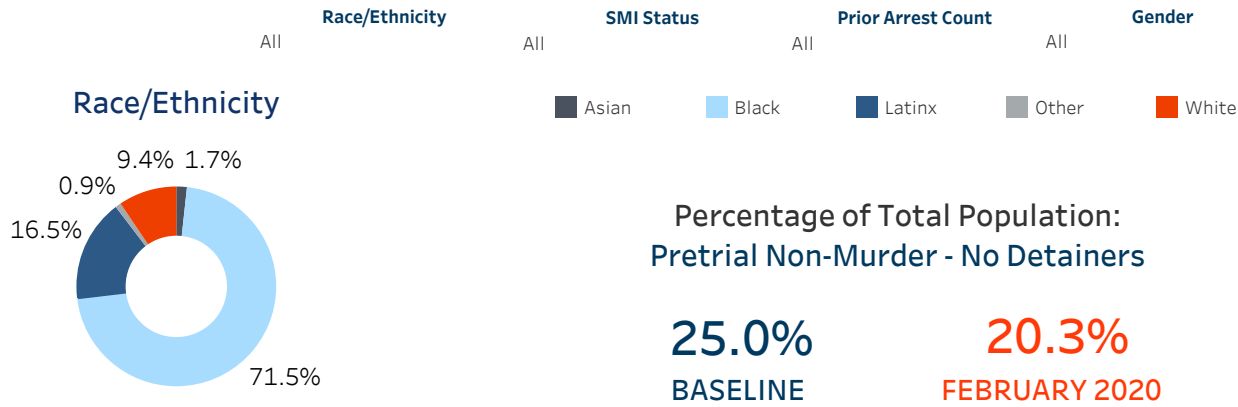 Race/Ethnicity
All
SMI Status
All
Prior Arrest Count
All
Gender
All
Race/Ethnicity
Asian
Black
Latinx
Other
White
9.4%
1.7%
0.9%
16.5%
71.5%
Percentage of Total Population:
Pretrial Non-Murder - No Detainers
25.0%
BASELINE
20.3%
FEBRUARY 2020